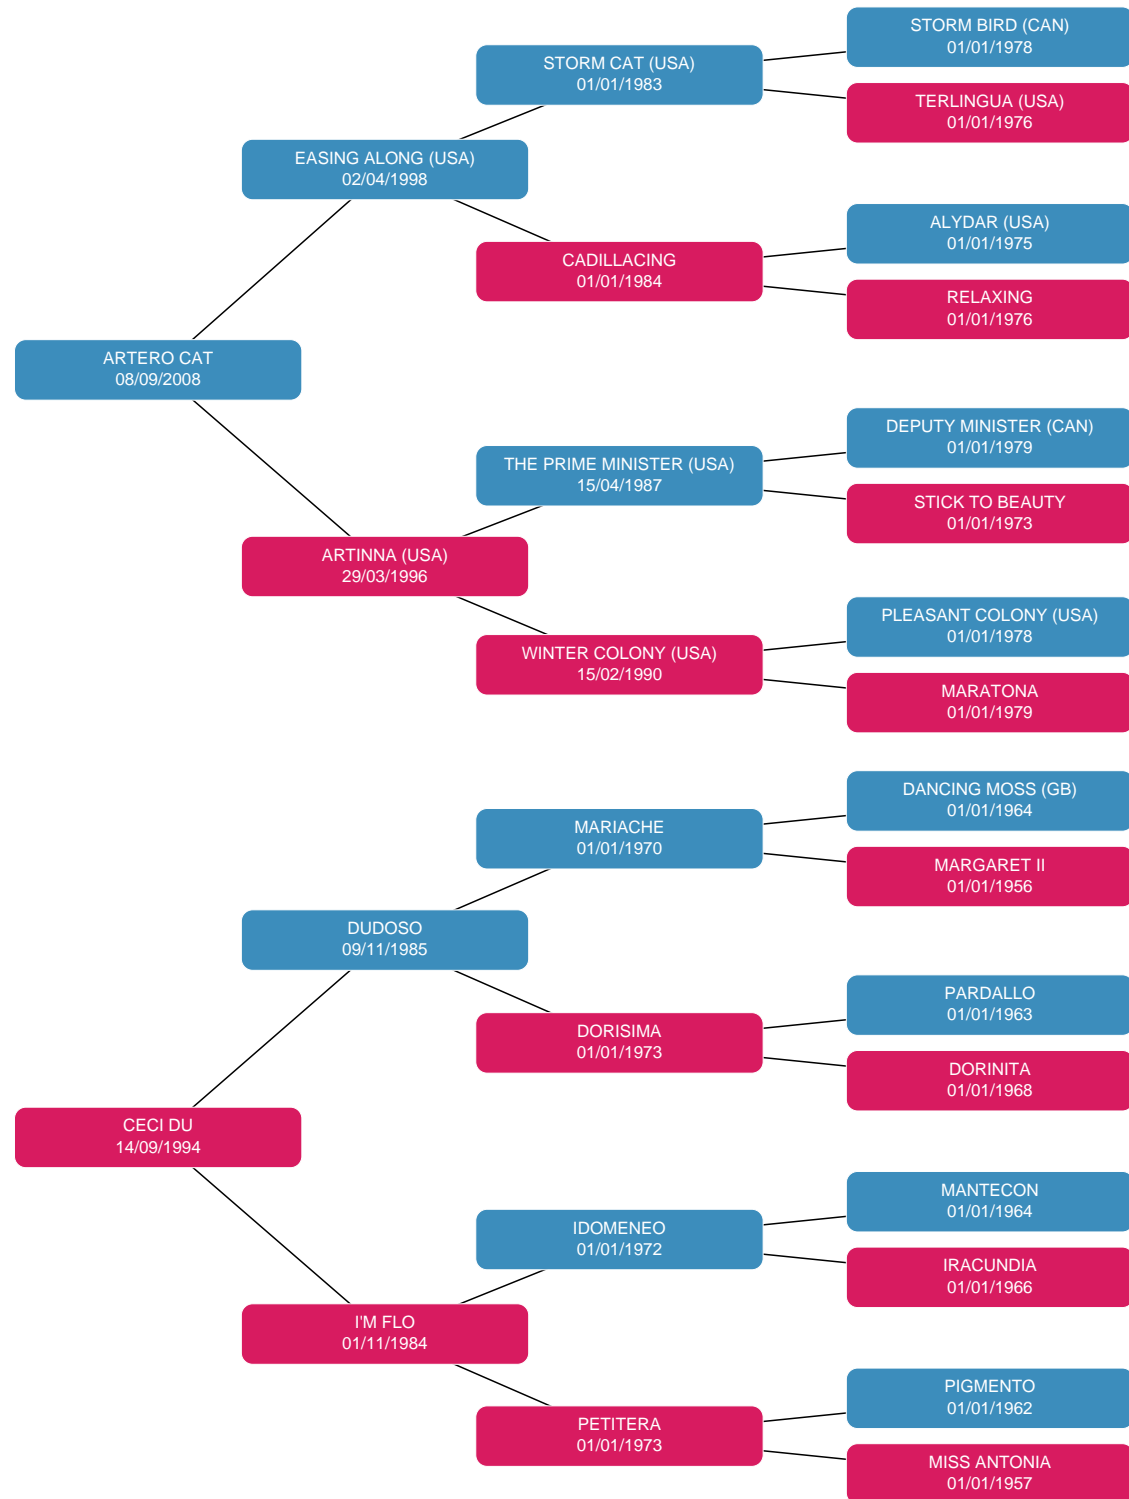 STORM BIRD (CAN)
01/01/1978
STORM CAT (USA)
01/01/1983
TERLINGUA (USA)
01/01/1976
EASING ALONG (USA)
02/04/1998
ALYDAR (USA)
01/01/1975
CADILLACING
01/01/1984
RELAXING
01/01/1976
ARTERO CAT
08/09/2008
DEPUTY MINISTER (CAN)
01/01/1979
THE PRIME MINISTER (USA)
15/04/1987
STICK TO BEAUTY
01/01/1973
ARTINNA (USA)
29/03/1996
PLEASANT COLONY (USA)
01/01/1978
WINTER COLONY (USA)
15/02/1990
MARATONA
01/01/1979
DANCING MOSS (GB)
01/01/1964
MARIACHE
01/01/1970
MARGARET II
01/01/1956
DUDOSO
09/11/1985
PARDALLO
01/01/1963
DORISIMA
01/01/1973
DORINITA
01/01/1968
CECI DU
14/09/1994
MANTECON
01/01/1964
IDOMENEO
01/01/1972
IRACUNDIA
01/01/1966
I'M FLO
01/11/1984
PIGMENTO
01/01/1962
PETITERA
01/01/1973
MISS ANTONIA
01/01/1957